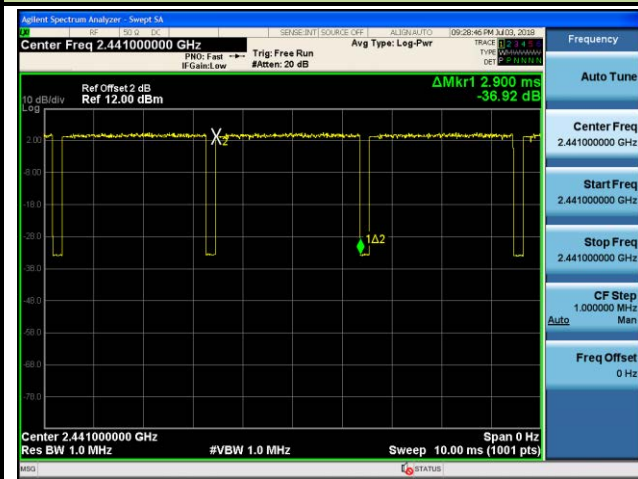 Agilent Spectrum Analyzer - Swept SA
RF 50 Ω DC SENSE:INT SOURCE OFF ALIGN AUTO 09:28:46 PM Jul 03, 2018
Center Freq 2.441000000 GHz
PNO: Fast
IFGain:Low
Trig: Free Run
#Atten: 20 dB
Avg Type: Log-Pwr
TRACE 1 2 3 4 5 6
TYPE
DET P P N N N N
Ref Offset 2 dB
10 dB/div Ref 12.00 dBm
Log
ΔMkr1 2.900 ms
-36.92 dB
2.00
-8.00
-18.0
-28.0
-38.0
-48.0
-58.0
-68.0
-78.0
X2
1Δ2
Center 2.441000000 GHz Span 0 Hz
Res BW 1.0 MHz #VBW 1.0 MHz Sweep 10.00 ms (1001 pts)
MSG STATUS
Frequency
Auto Tune
Center Freq
2.441000000 GHz
Start Freq
2.441000000 GHz
Stop Freq
2.441000000 GHz
CF Step
1.000000 MHz
Auto Man
Freq Offset
0 Hz